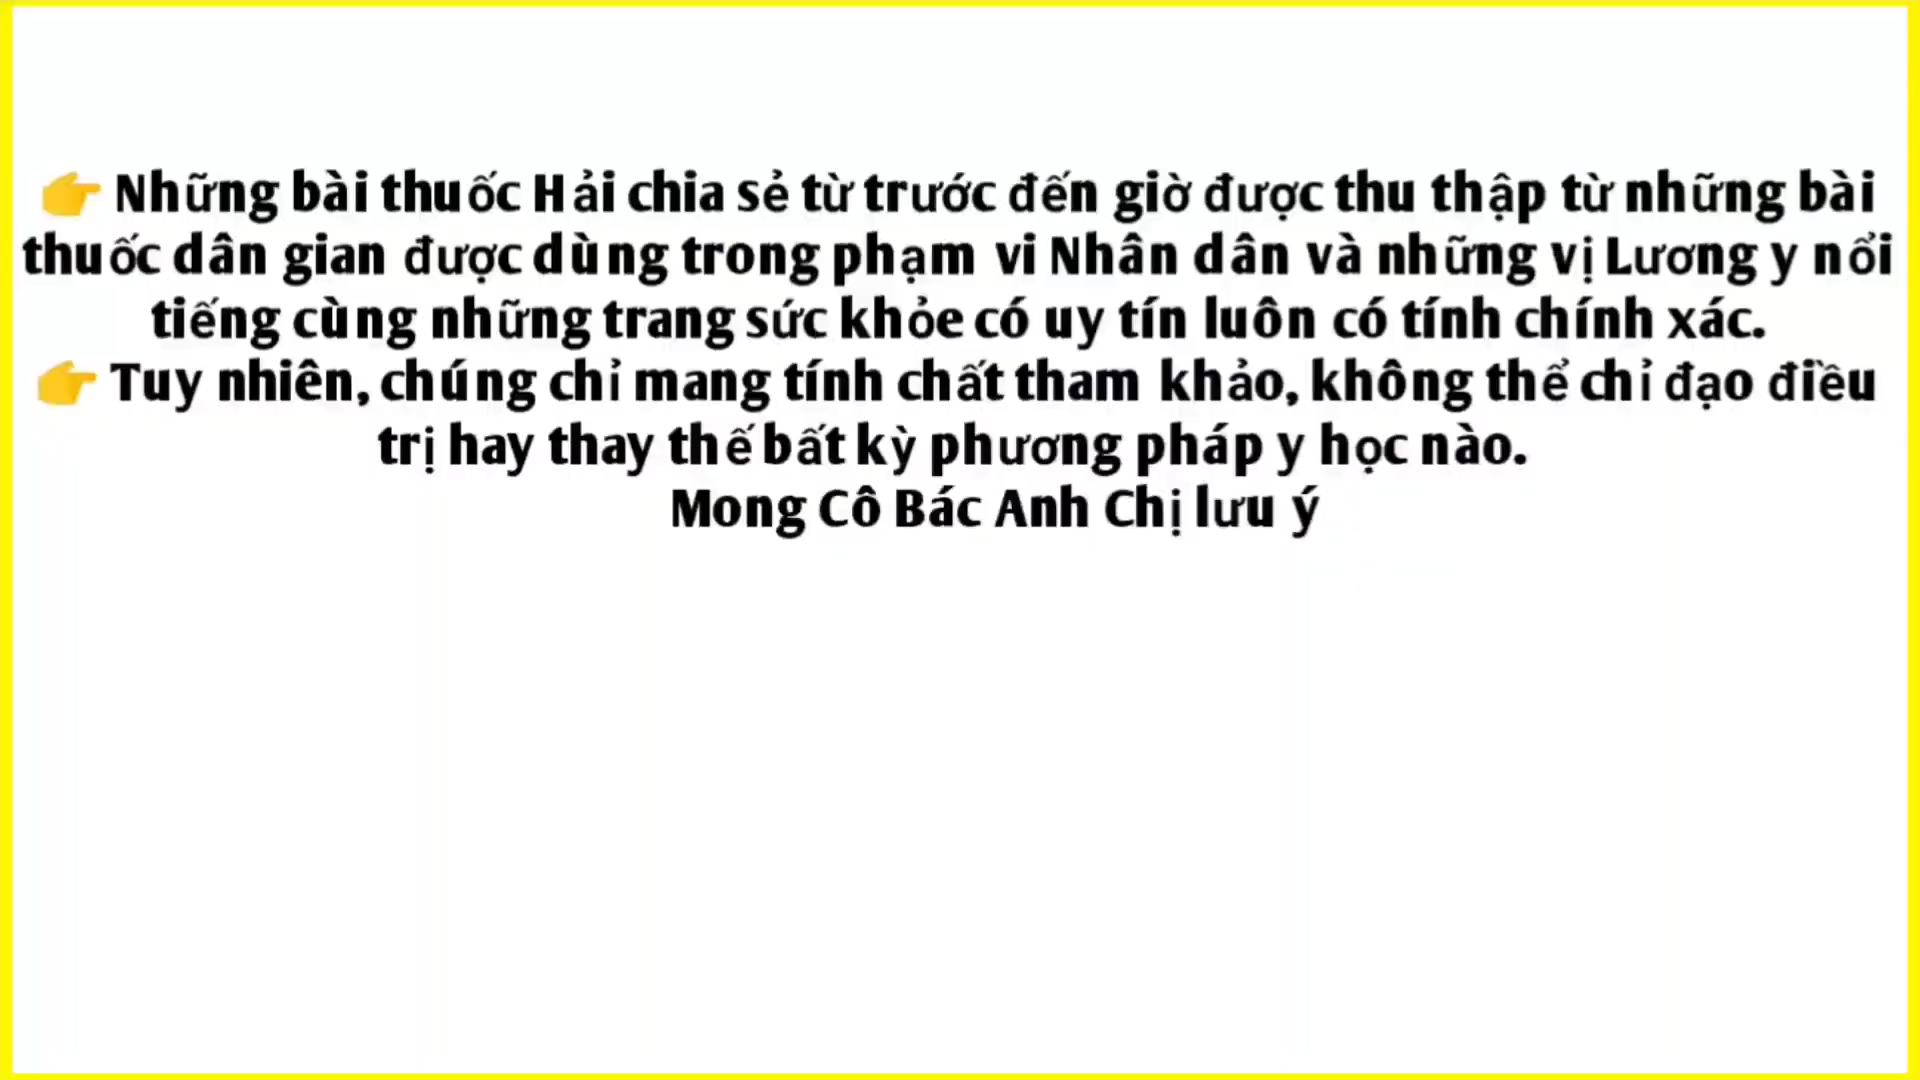 👉 Những bài thuốc Hải chia sẻ từ trước đến giờ được thu thập từ những bài
thuốc dân gian được dùng trong phạm vi Nhân dân và những vị Lương y nổi
tiếng cùng những trang sức khỏe có uy tín luôn có tính chính xác.
👉 Tuy nhiên, chúng chỉ mang tính chất tham khảo, không thể chỉ đạo điều
trị hay thay thế bất kỳ phương pháp y học nào.
Mong Cô Bác Anh Chị lưu ý